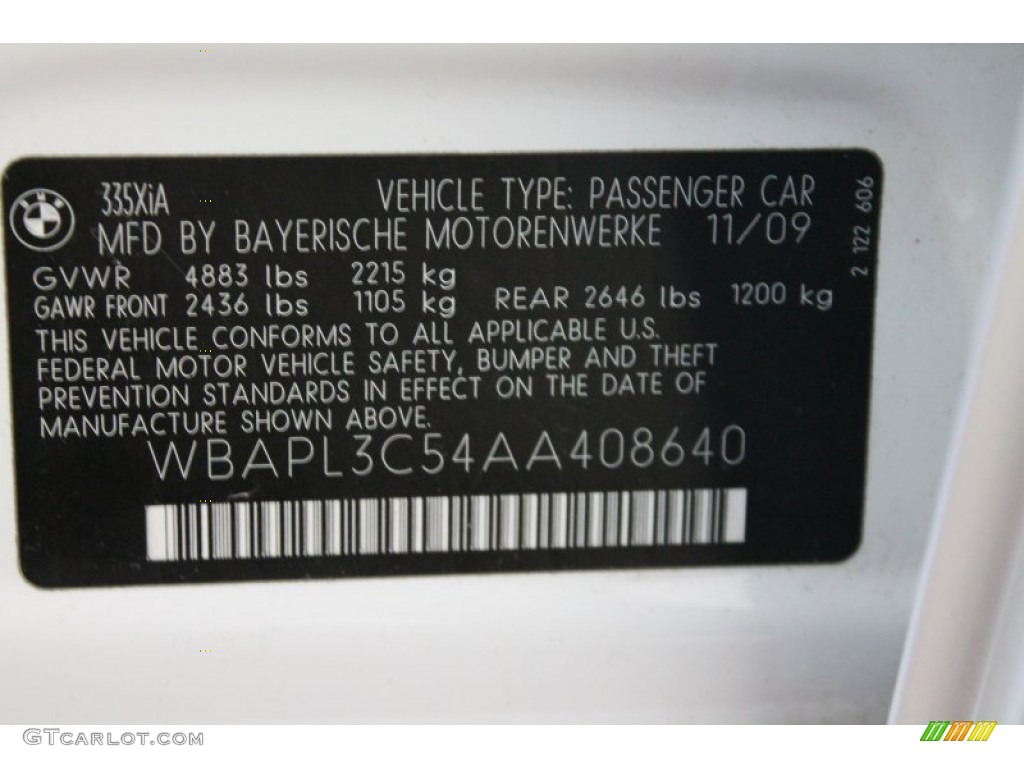 335XiA VEHICLE TYPE: PASSENGER CAR
MFD BY BAYERISCHE MOTORENWERKE 11/09
GVWR 4883 lbs 2215 kg
GAWR FRONT 2436 lbs 1105 kg REAR 2646 lbs 1200 kg
THIS VEHICLE CONFORMS TO ALL APPLICABLE U.S.
FEDERAL MOTOR VEHICLE SAFETY, BUMPER AND THEFT
PREVENTION STANDARDS IN EFFECT ON THE DATE OF
MANUFACTURE SHOWN ABOVE.
WBAPL3C54AA408640
2 122 606
GTCARLOT.COM